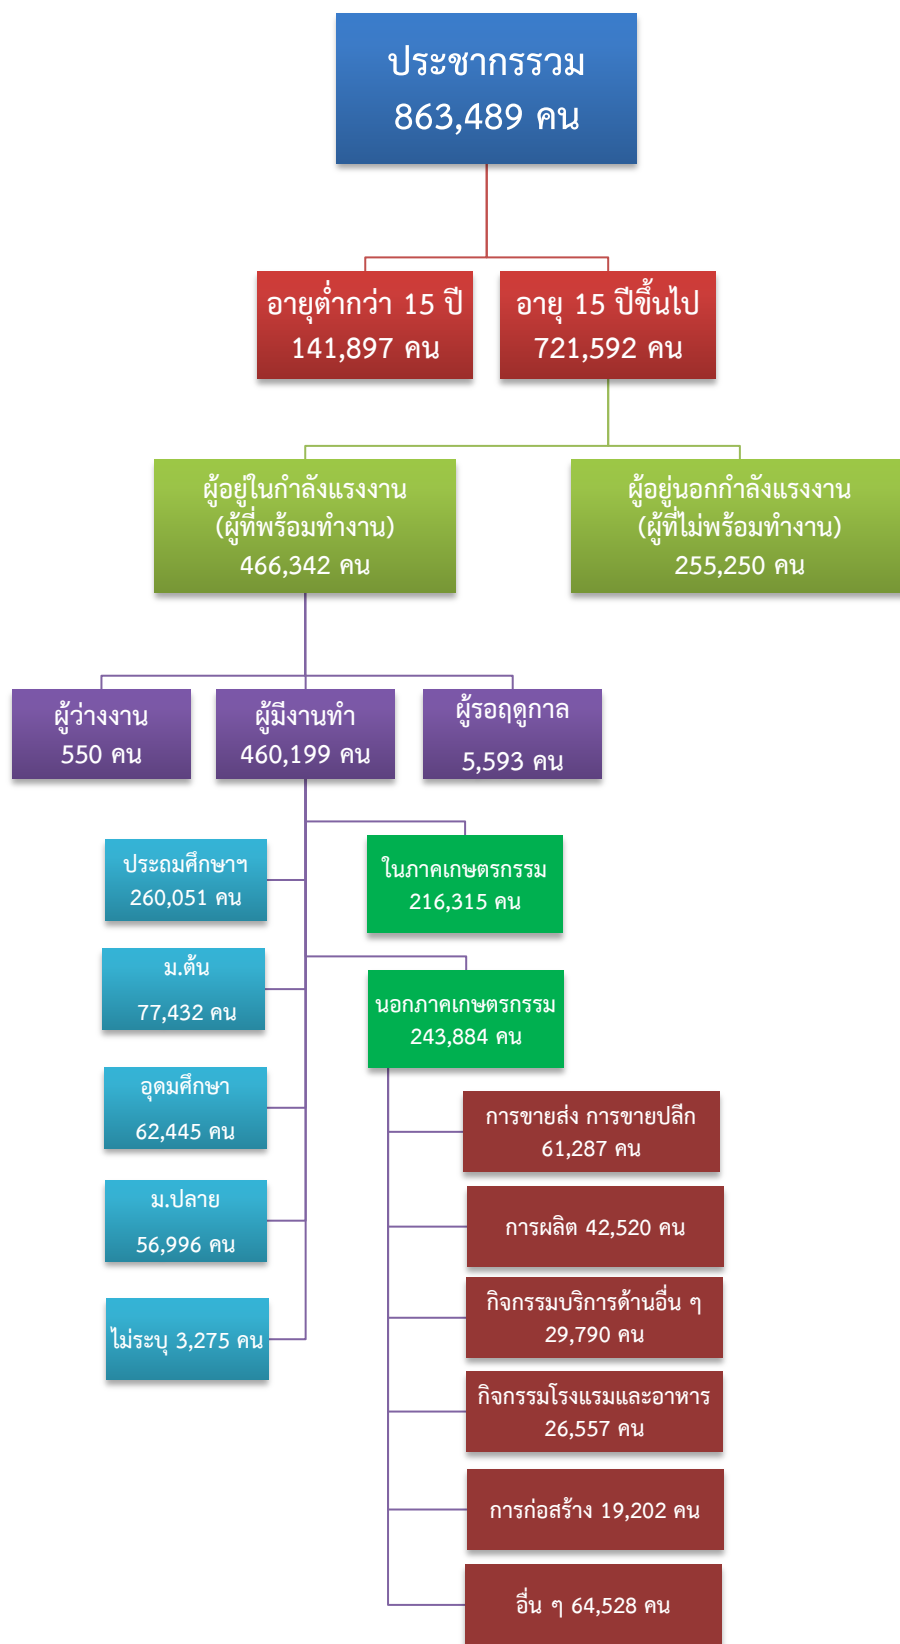 ประชากรรวม
863,489 คน
อายุต่ำกว่า 15 ปี
141,897 คน
อายุ 15 ปีขึ้นไป
721,592 คน
ผู้อยู่ในกำลังแรงงาน
(ผู้ที่พร้อมทำงาน)
466,342 คน
ผู้อยู่นอกกำลังแรงงาน
(ผู้ที่ไม่พร้อมทำงาน)
255,250 คน
ผู้ว่างงาน
550 คน
ผู้มีงานทำ
460,199 คน
ผู้รอฤดูกาล
5,593 คน
ประถมศึกษาฯ
260,051 คน
ม.ต้น
77,432 คน
อุดมศึกษา
62,445 คน
ม.ปลาย
56,996 คน
ไม่ระบุ 3,275 คน
ในภาคเกษตรกรรม
216,315 คน
นอกภาคเกษตรกรรม
243,884 คน
การขายส่ง การขายปลีก
61,287 คน
การผลิต 42,520 คน
กิจกรรมบริการด้านอื่น ๆ
29,790 คน
กิจกรรมโรงแรมและอาหาร
26,557 คน
การก่อสร้าง 19,202 คน
อื่น ๆ 64,528 คน